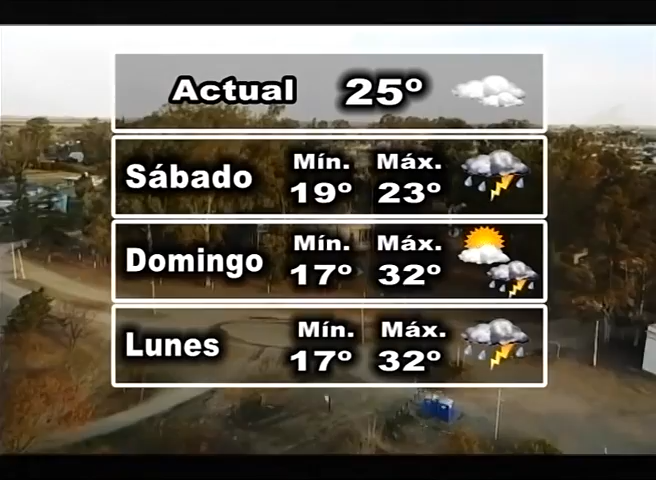 Actual 25º
Mín. Máx.
Sábado 19º 23º
Mín. Máx.
Domingo 17º 32º
Mín. Máx.
Lunes 17º 32º